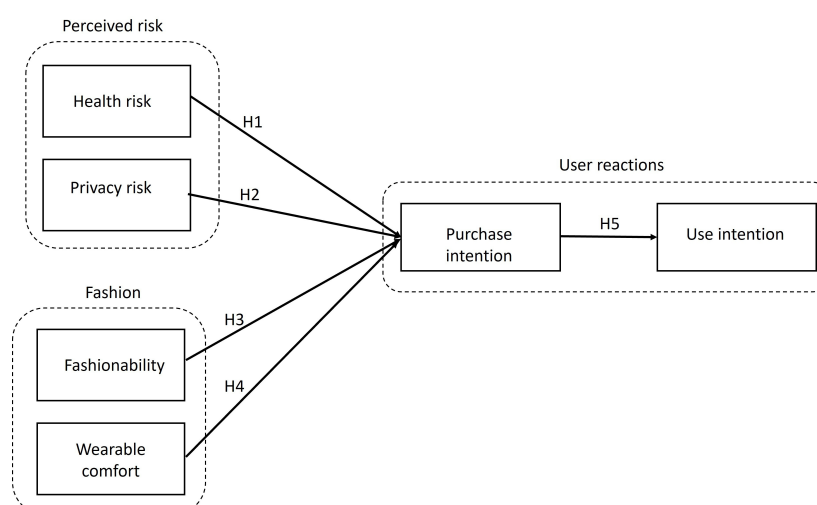 Perceived risk
Health risk
H1
Privacy risk
H2
User reactions
Purchase
intention
H5
Use intention
Fashion
H3
Fashionability
H4
Wearable
comfort